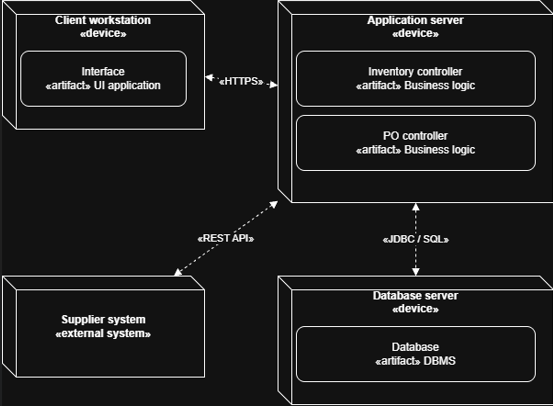 Client workstation
«device»
Interface
«artifact» UI application
«HTTPS»
Application server
«device»
Inventory controller
«artifact» Business logic
PO controller
«artifact» Business logic
«REST API»
«JDBC / SQL»
Supplier system
«external system»
Database server
«device»
Database
«artifact» DBMS